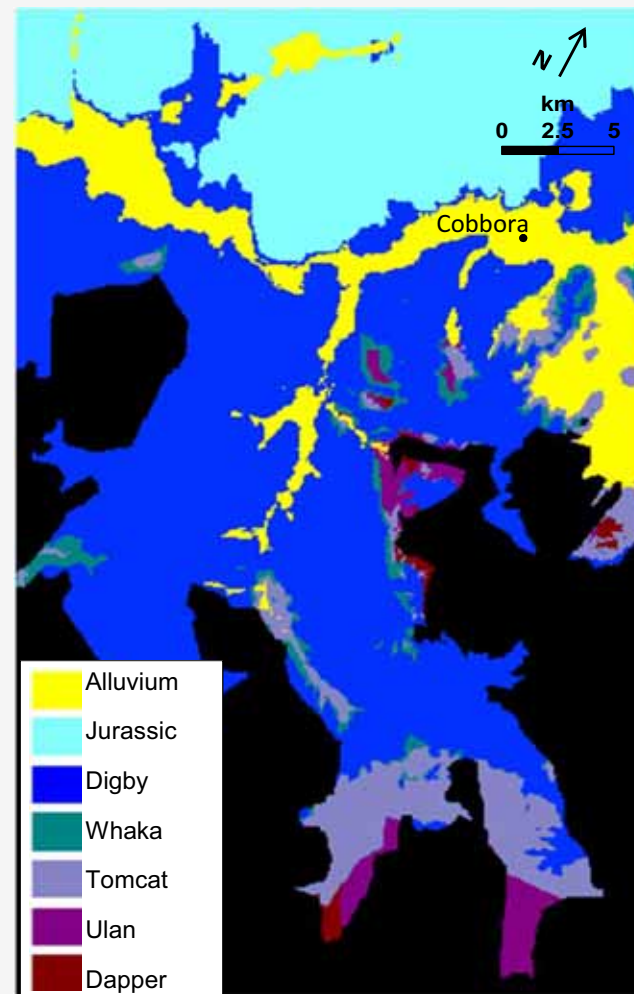 N
km
0 2.5 5
Cobbora
Alluvium
Jurassic
Digby
Whaka
Tomcat
Ulan
Dapper